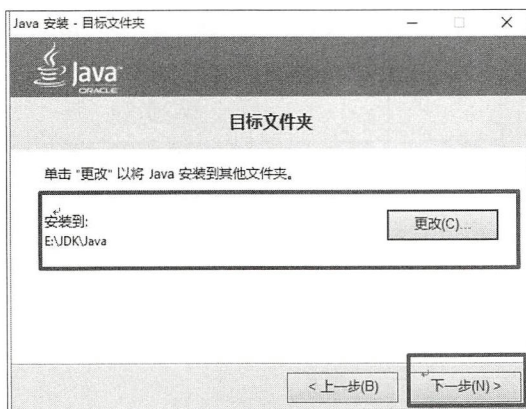 Java 安装 - 目标文件夹
Java
ORACLE
目标文件夹
单击 "更改" 以将 Java 安装到其他文件夹。
安装到:
更改(C)...
E:\JDK\Java
< 上一步(B)
下一步(N) >